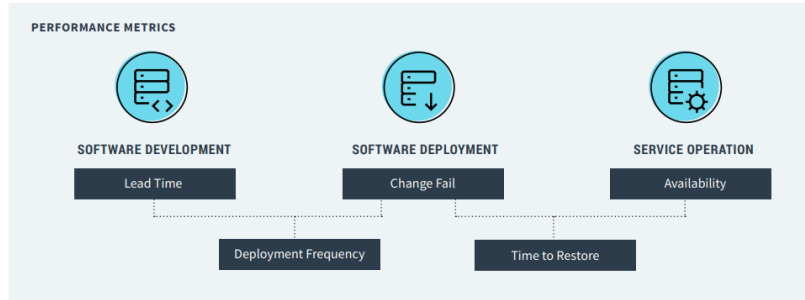 PERFORMANCE METRICS
SOFTWARE DEVELOPMENT
SOFTWARE DEPLOYMENT
SERVICE OPERATION
Lead Time
Change Fail
Availability
Deployment Frequency
Time to Restore